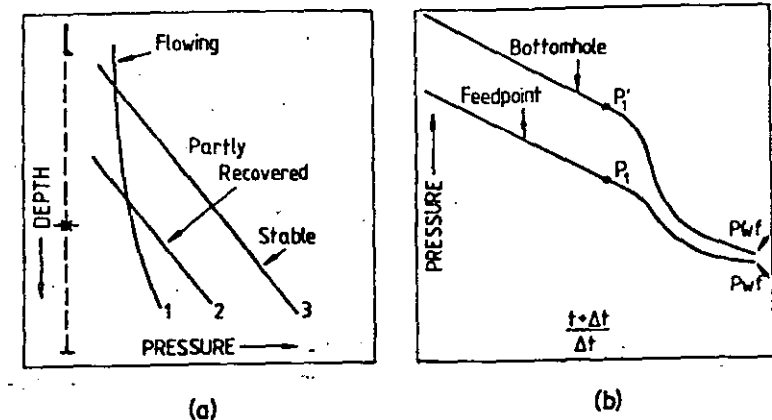 Flowing
Partly
Recovered
Stable
1
2
3
DEPTH
PRESSURE
(a)
Bottomhole
P₁'
Feedpoint
P₁
PRESSURE
Pwf
Pwf
t+Δt
Δt
(b)